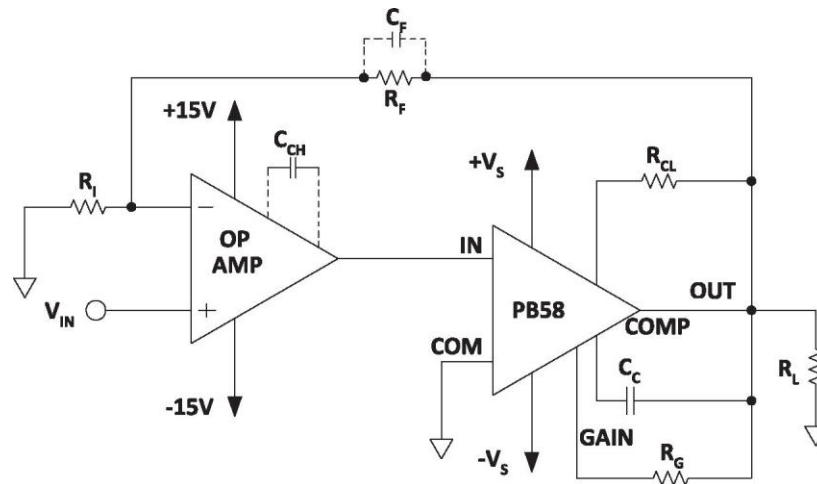 C_F
R_F
+15V
C_CH
+V_S
R_CL
R_I
−
OP
AMP
IN
OUT
V_IN
+
PB58
COMP
COM
R_L
-15V
C_C
GAIN
-V_S
R_G